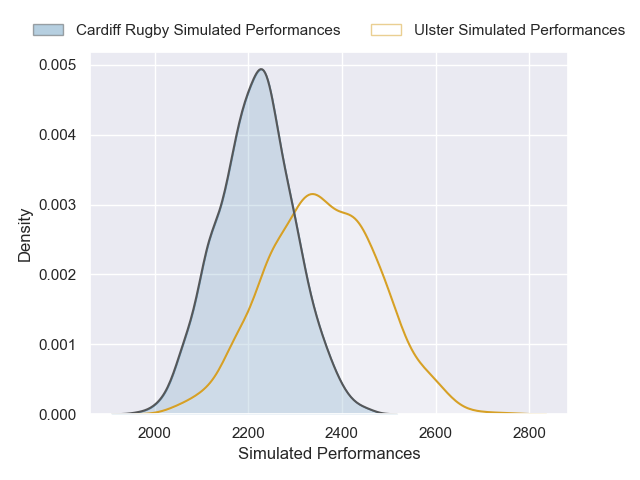 Cardiff Rugby Simulated Performances
Ulster Simulated Performances
0.005
0.004
0.003
0.002
0.001
0.000
Density
2000
2200
2400
2600
2800
Simulated Performances